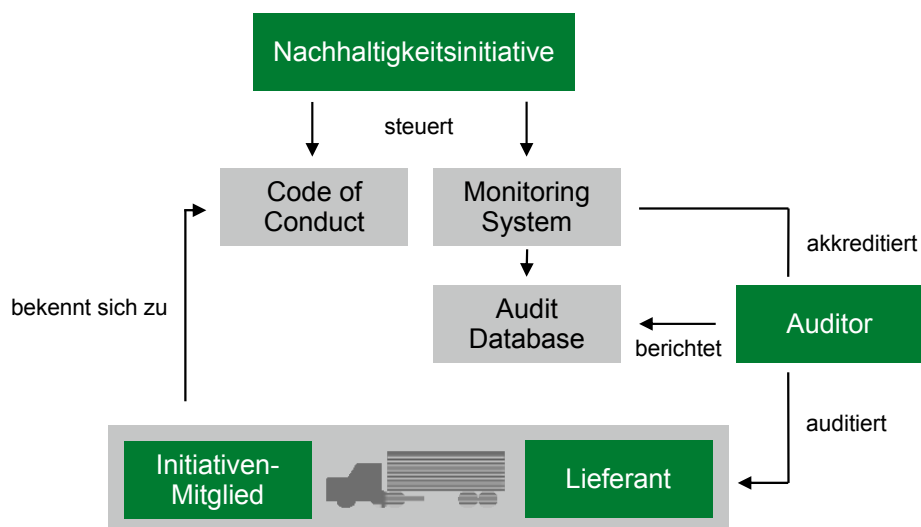 Nachhaltigkeitsinitiative
steuert
Code of
Conduct
Monitoring
System
akkreditiert
bekennt sich zu
Audit
Database
berichtet
Auditor
auditiert
Initiativen-
Mitglied
Lieferant